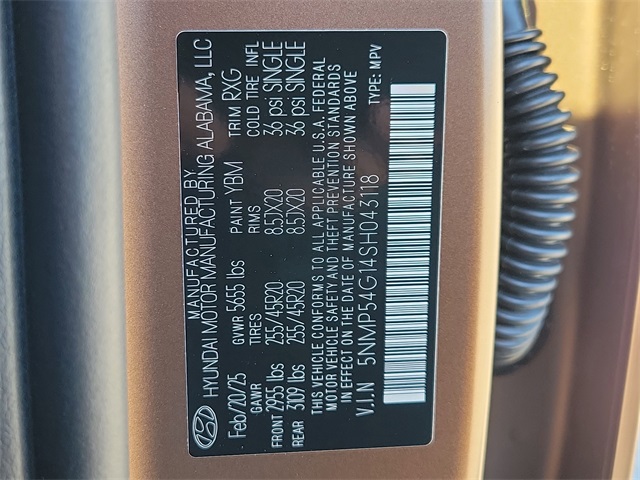 MANUFACTURED BY
HYUNDAI MOTOR MANUFACTURING ALABAMA, LLC
Feb/20/25 GVWR 5655 lbs PAINT YBM TRIM RXG
GAWR TIRES RIMS COLD TIRE INFL
FRONT 2955 lbs 255/45R20 8.5JX20 36 psi SINGLE
REAR 3109 lbs 255/45R20 8.5JX20 36 psi SINGLE
THIS VEHICLE CONFORMS TO ALL APPLICABLE U.S.A. FEDERAL
MOTOR VEHICLE SAFETY AND THEFT PREVENTION STANDARDS
IN EFFECT ON THE DATE OF MANUFACTURE SHOWN ABOVE
V.I.N 5NMP54G14SH043118 TYPE: MPV